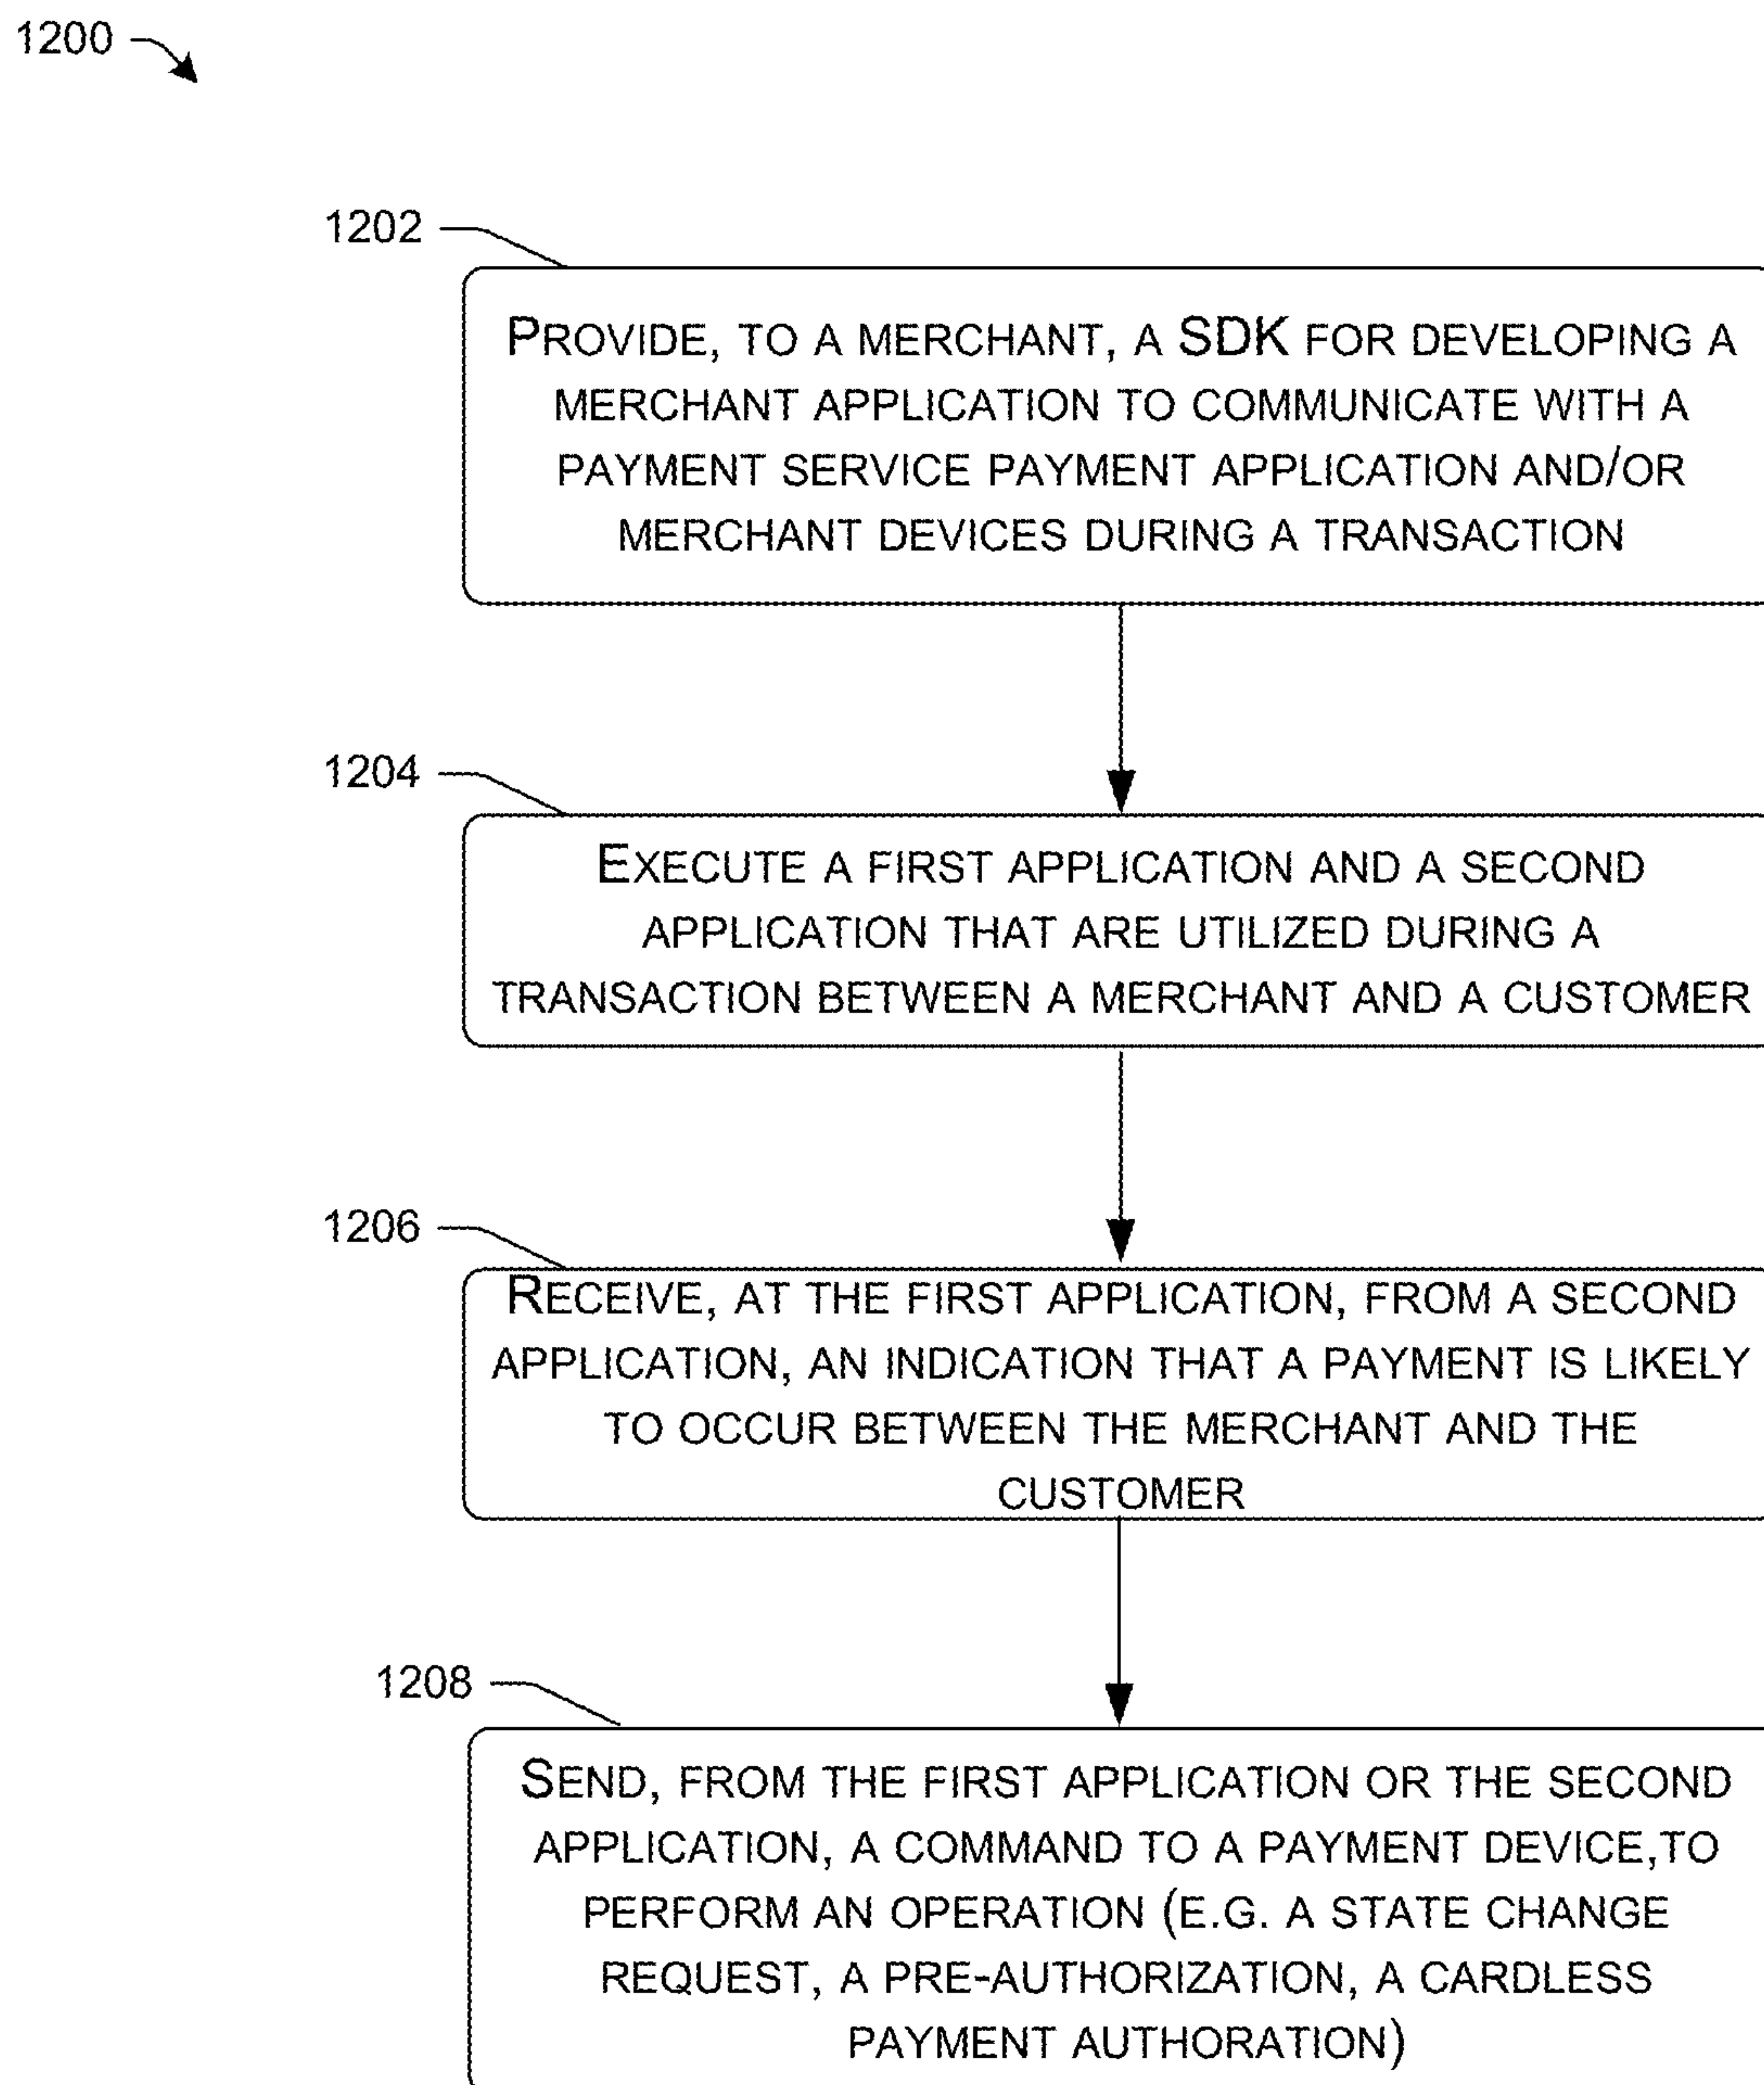 1200
1202
PROVIDE, TO A MERCHANT, A SDK FOR DEVELOPING A
MERCHANT APPLICATION TO COMMUNICATE WITH A
PAYMENT SERVICE PAYMENT APPLICATION AND/OR
MERCHANT DEVICES DURING A TRANSACTION
1204
EXECUTE A FIRST APPLICATION AND A SECOND
APPLICATION THAT ARE UTILIZED DURING A
TRANSACTION BETWEEN A MERCHANT AND A CUSTOMER
1206
RECEIVE, AT THE FIRST APPLICATION, FROM A SECOND
APPLICATION, AN INDICATION THAT A PAYMENT IS LIKELY
TO OCCUR BETWEEN THE MERCHANT AND THE
CUSTOMER
1208
SEND, FROM THE FIRST APPLICATION OR THE SECOND
APPLICATION, A COMMAND TO A PAYMENT DEVICE,TO
PERFORM AN OPERATION (E.G. A STATE CHANGE
REQUEST, A PRE-AUTHORIZATION, A CARDLESS
PAYMENT AUTHORATION)